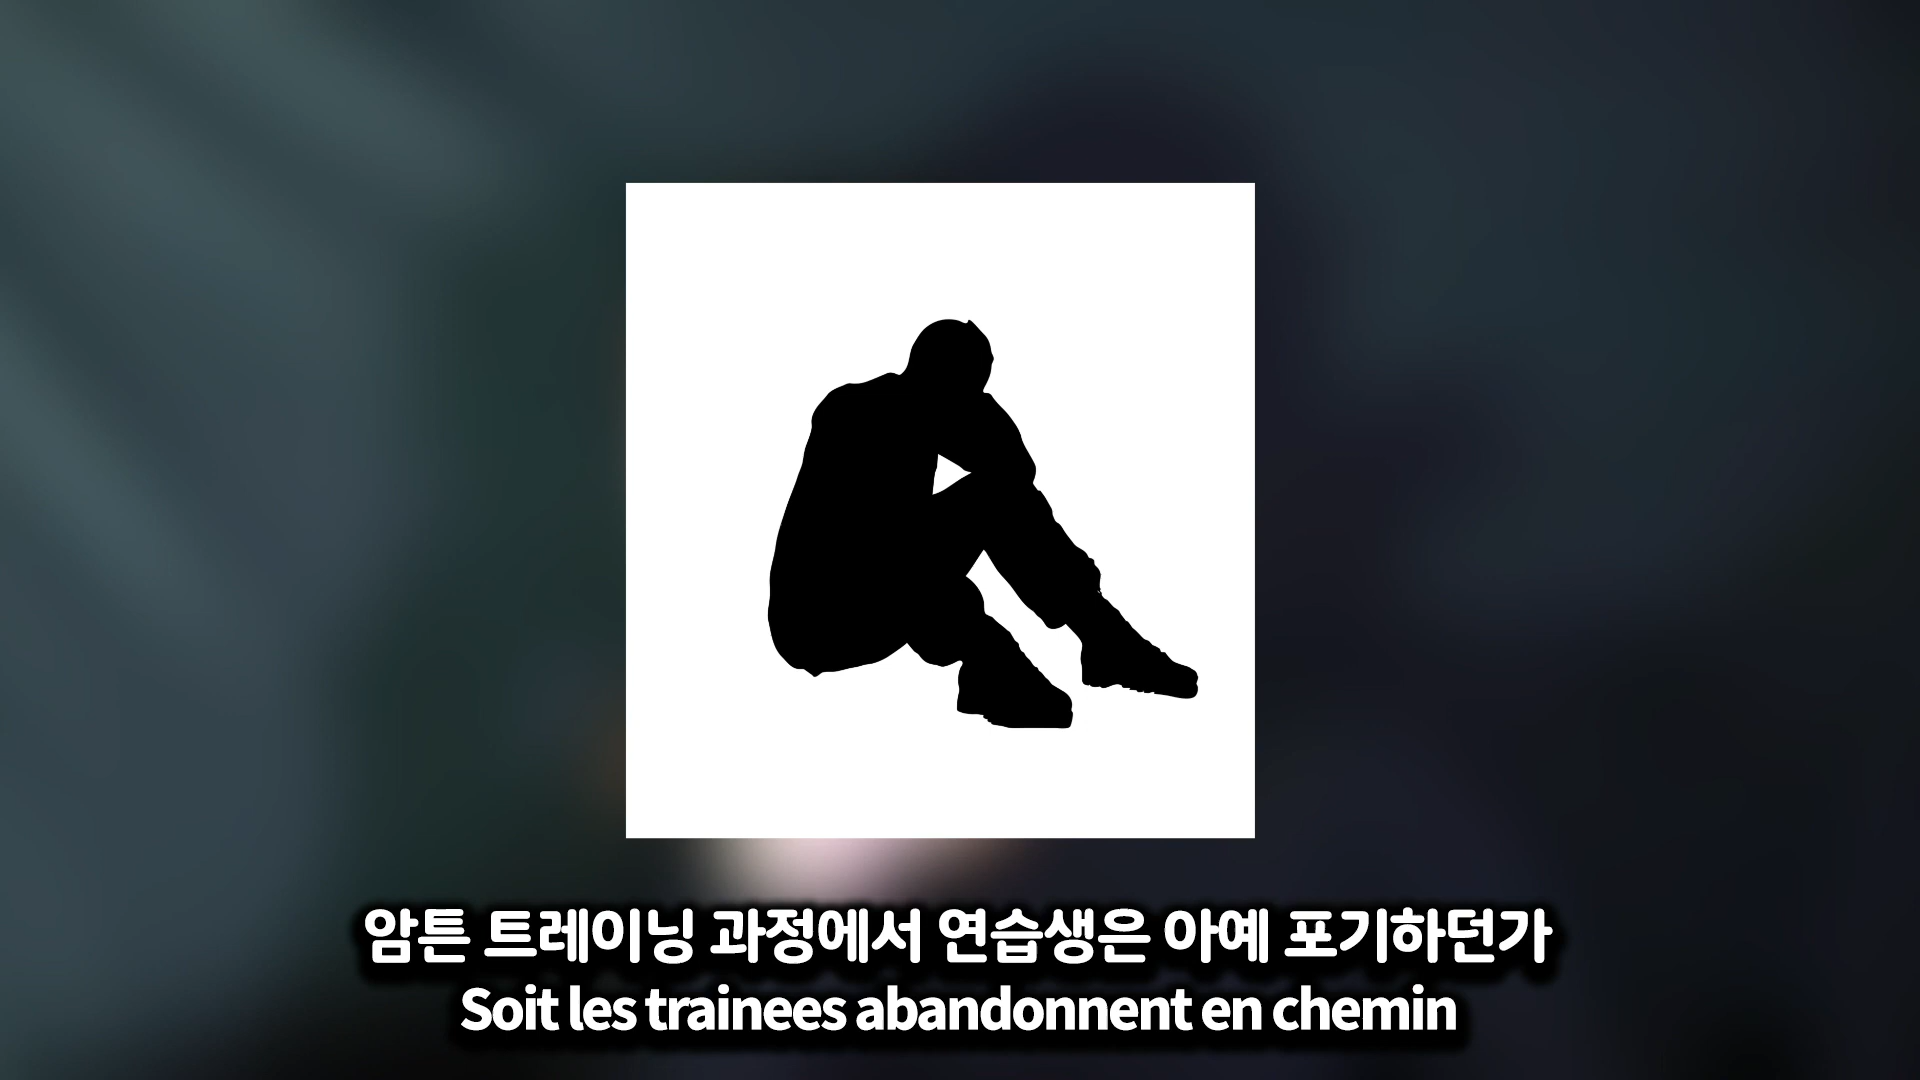 암튼 트레이닝 과정에서 연습생은 아예 포기하던가
Soit les trainees abandonnent en chemin